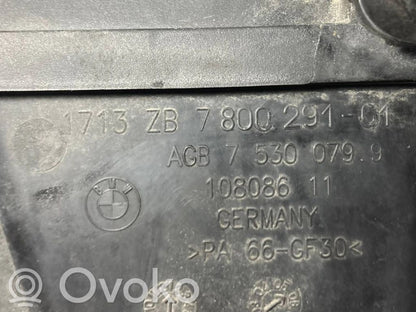 1713 ZB 7 800 291-01
AGB 7 530 079.9
108086 11
GERMANY
>PA 66-GF30<
Ovoko